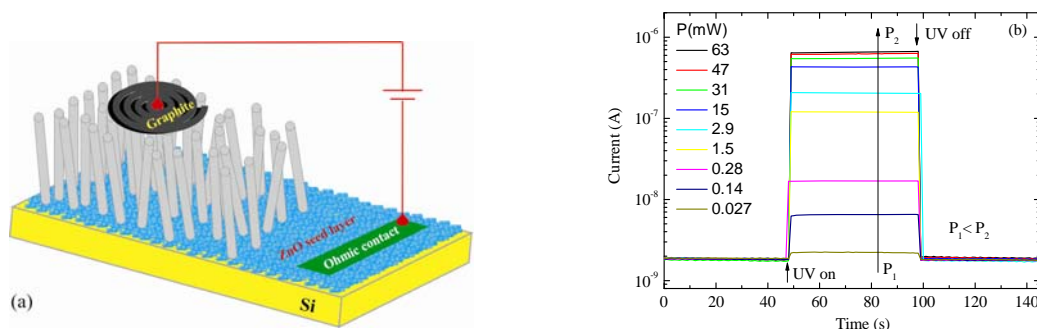 Graphite
ZnO seed layer
Ohmic contact
Si
(a)
P(mW)
63
47
31
15
2.9
1.5
0.28
0.14
0.027
P₂
UV off
(b)
P₁< P₂
P₁
UV on
10⁻⁶
10⁻⁷
10⁻⁸
10⁻⁹
Current (A)
0 20 40 60 80 100 120 140
Time (s)